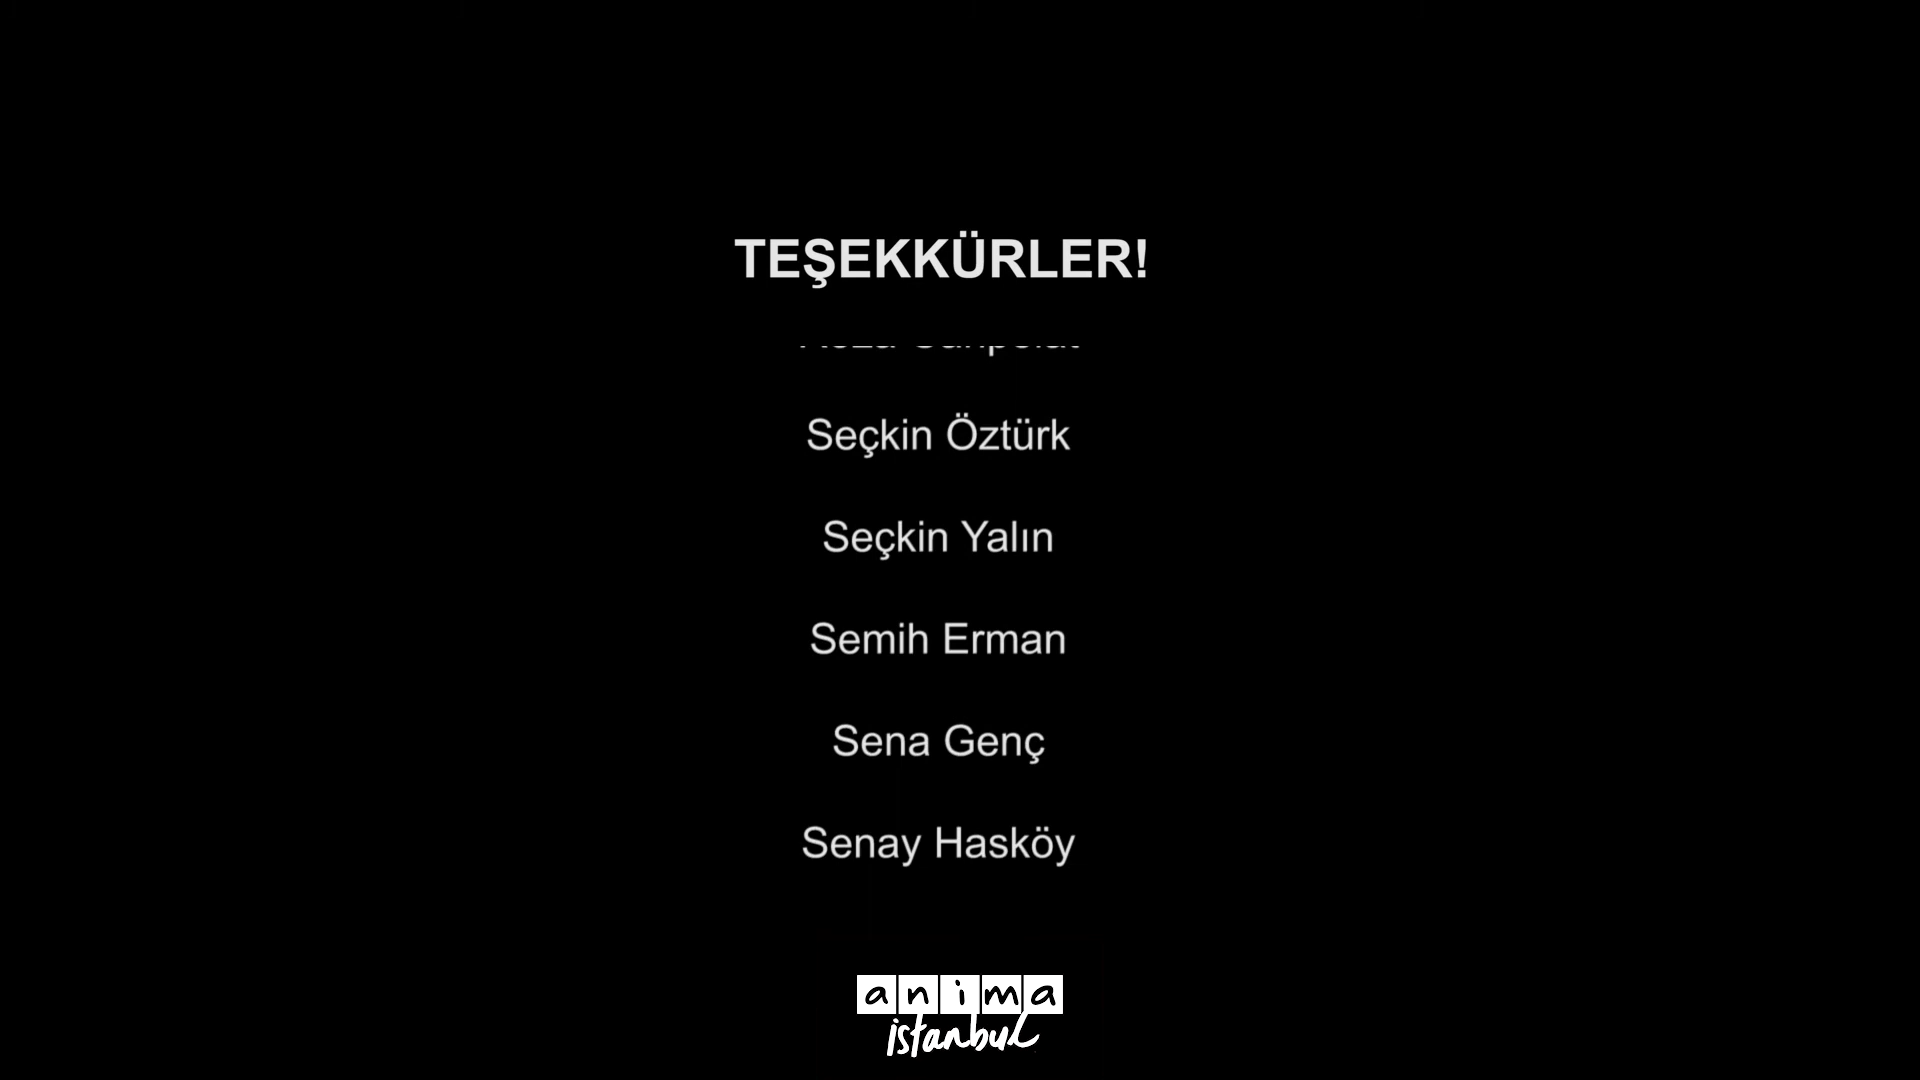 TEŞEKKÜRLER!
Seçkin Öztürk
Seçkin Yalın
Semih Erman
Sena Genç
Senay Hasköy
anima
istanbul